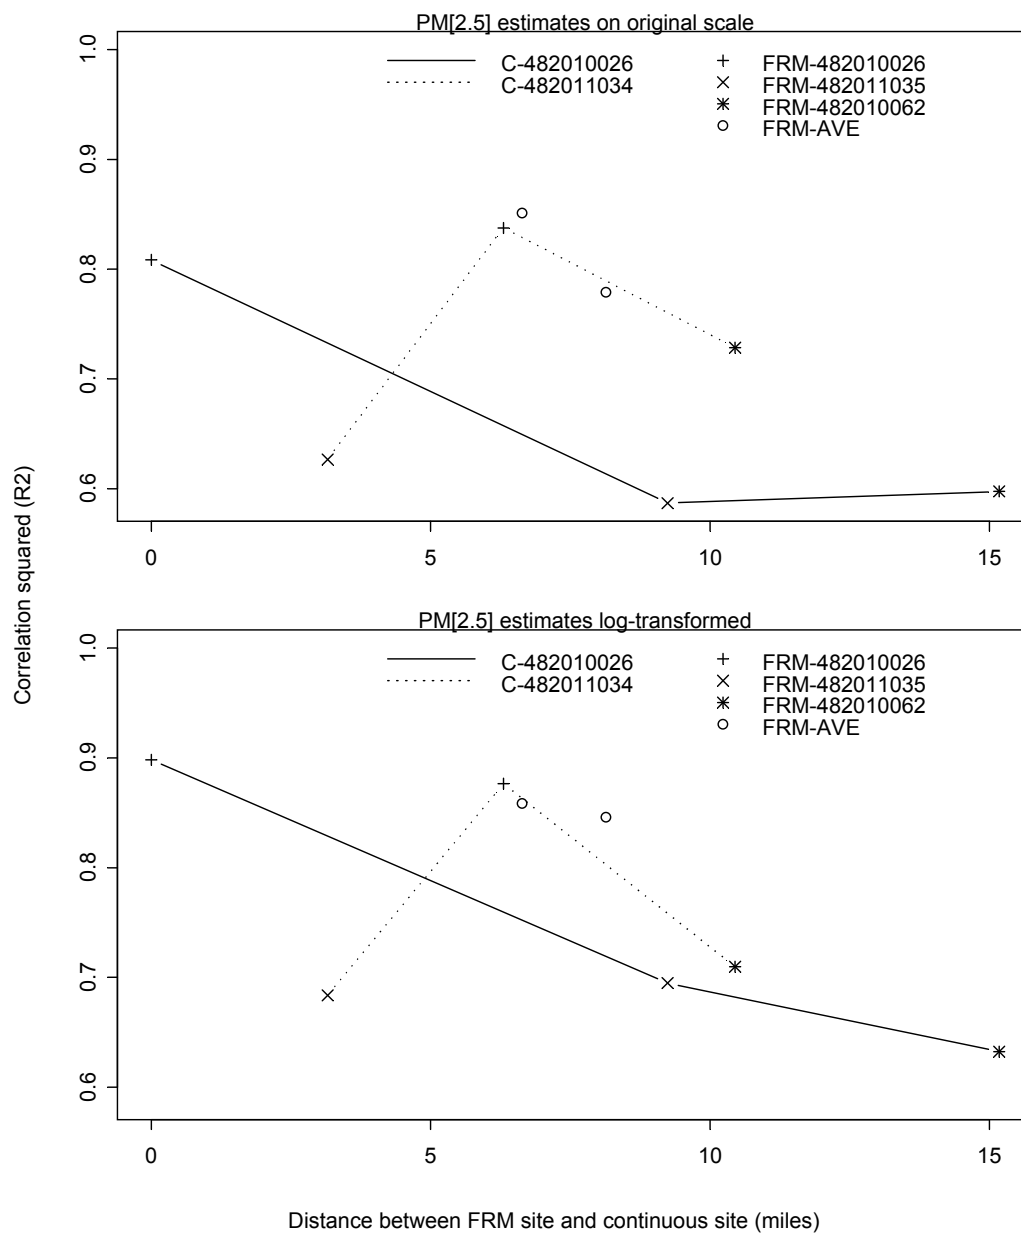 PM[2.5] estimates on original scale
C-482010026
C-482011034
FRM-482010026
FRM-482011035
FRM-482010062
FRM-AVE
1.0
0.9
0.8
0.7
0.6
0 5 10 15
Correlation squared (R2)
PM[2.5] estimates log-transformed
C-482010026
C-482011034
FRM-482010026
FRM-482011035
FRM-482010062
FRM-AVE
1.0
0.9
0.8
0.7
0.6
0 5 10 15
Distance between FRM site and continuous site (miles)